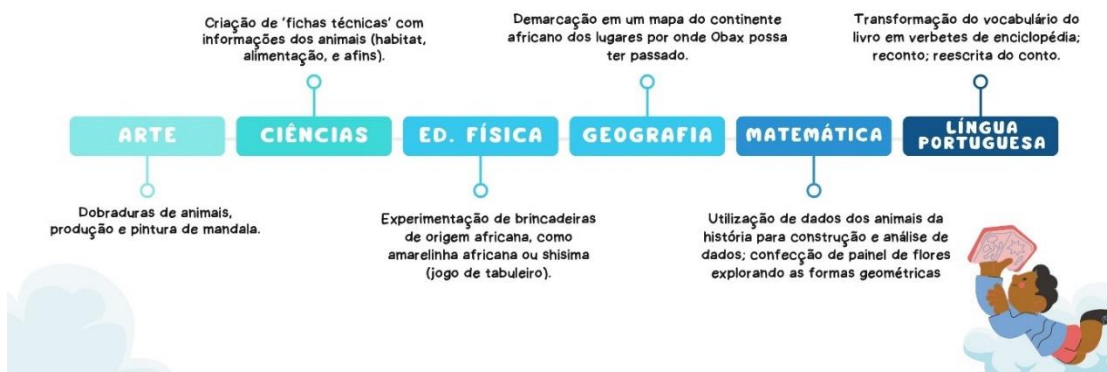 Criação de 'fichas técnicas' com
informações dos animais (habitat,
alimentação, e afins).
Demarcação em um mapa do continente
africano dos lugares por onde Obax possa
ter passado.
Transformação do vocabulário do
livro em verbetes de enciclopédia;
reconto; reescrita do conto.
ARTE
CIÊNCIAS
ED. FÍSICA
GEOGRAFIA
MATEMÁTICA
LÍNGUA
PORTUGUESA
Dobraduras de animais,
produção e pintura de mandala.
Experimentação de brincadeiras
de origem africana, como
amarelinha africana ou shisima
(jogo de tabuleiro).
Utilização de dados dos animais da
história para construção e análise de
dados; confecção de painel de flores
explorando as formas geométricas